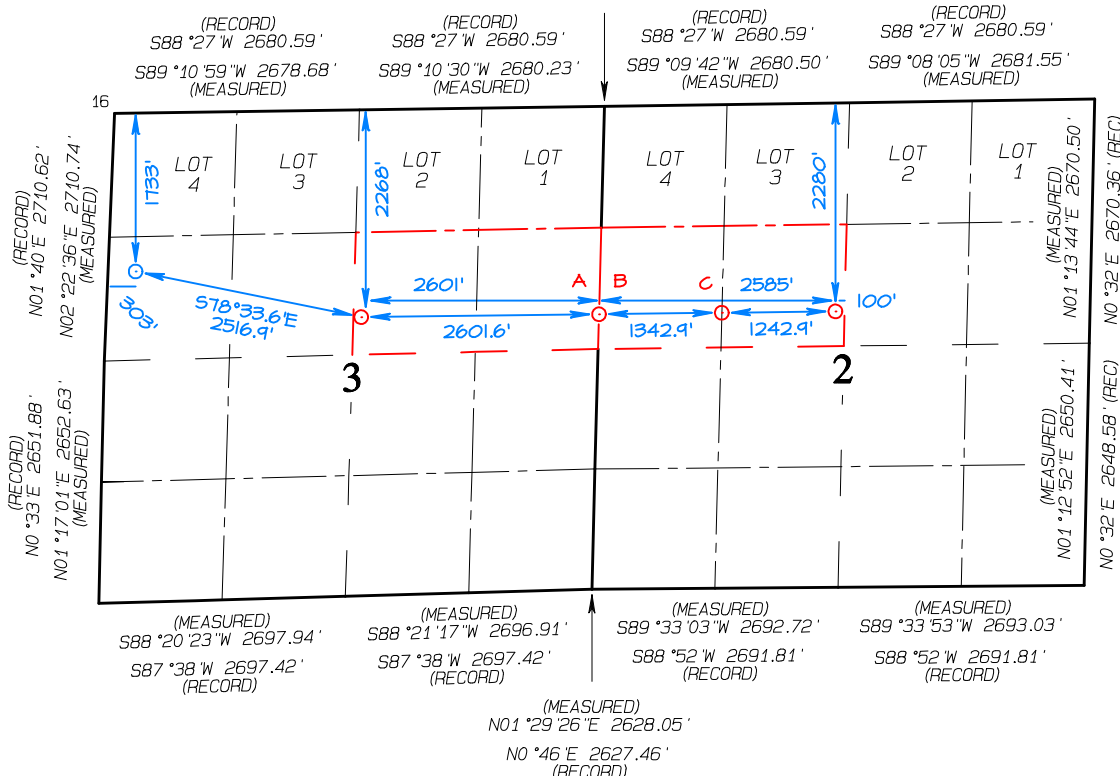 (RECORD)
S88 °27 'W 2680.59 '
S89 °10 '59 "W 2678.68 '
(MEASURED)
(RECORD)
S88 °27 'W 2680.59 '
S89 °10 '30 "W 2680.23 '
(MEASURED)
(RECORD)
S88 °27 'W 2680.59 '
S89 °09 '42 "W 2680.50 '
(MEASURED)
(RECORD)
S88 °27 'W 2680.59 '
S89 °08 '05 "W 2681.55 '
(MEASURED)
16
(RECORD)
N01 °40 'E 2710.62 '
N02 °22 '36 "E 2710.74 '
(MEASURED)
LOT
4
LOT
3
LOT
2
LOT
1
LOT
4
LOT
3
LOT
2
LOT
1
(MEASURED)
N01 °13 '44 "E 2670.50 '
N0 °32 'E 2670.36 ' (REC)
1733'
2268'
2280'
303'
S78°33.6'E
2516.9'
2601'
2601.6'
A
B
C
2585'
1342.9'
1242.9'
100'
3
2
(RECORD)
N0 °33 'E 2651.88 '
N01 °17 '01 "E 2652.63 '
(MEASURED)
(MEASURED)
N01 °12 '52 "E 2650.41 '
N0 °32 'E 2648.58 ' (REC)
(MEASURED)
S88 °20 '23 "W 2697.94 '
S87 °38 'W 2697.42 '
(RECORD)
(MEASURED)
S88 °21 '17 "W 2696.91 '
S87 °38 'W 2697.42 '
(RECORD)
(MEASURED)
S89 °33 '03 "W 2692.72 '
S88 °52 'W 2691.81 '
(RECORD)
(MEASURED)
S89 °33 '53 "W 2693.03 '
S88 °52 'W 2691.81 '
(RECORD)
(MEASURED)
N01 °29 '26 "E 2628.05 '
N0 °46 'E 2627.46 '
(RECORD)